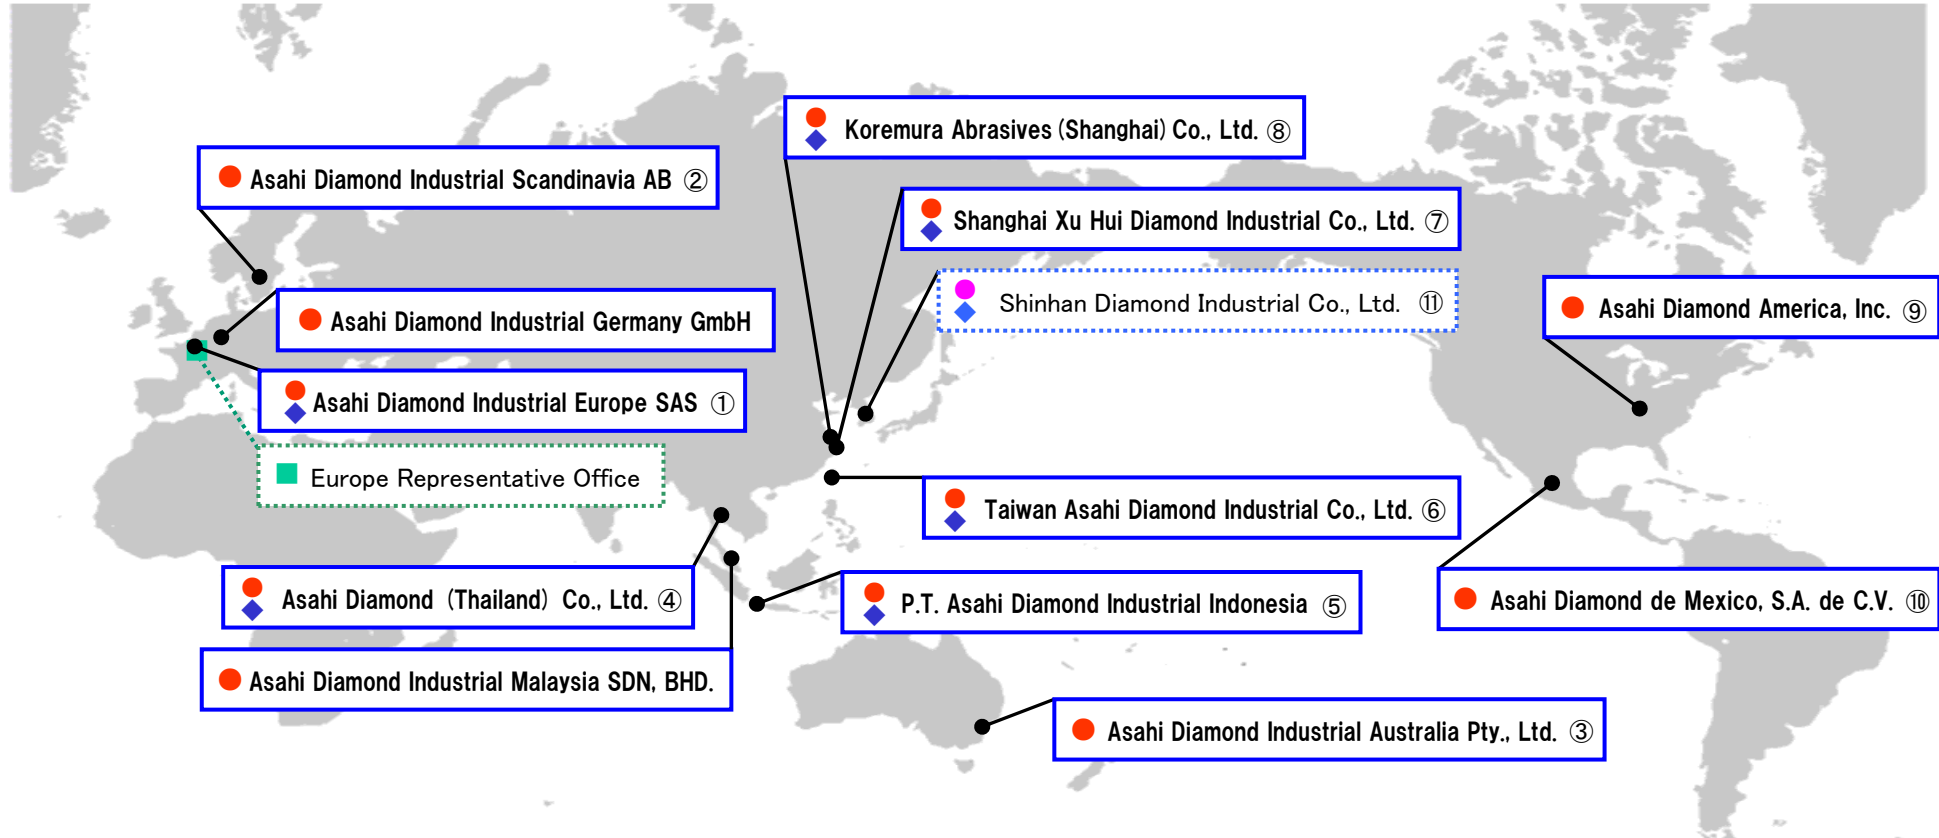 Koremura Abrasives (Shanghai) Co., Ltd. ⑧
Asahi Diamond Industrial Scandinavia AB ②
Shanghai Xu Hui Diamond Industrial Co., Ltd. ⑦
Shinhan Diamond Industrial Co., Ltd. ⑪
Asahi Diamond America, Inc. ⑨
Asahi Diamond Industrial Germany GmbH
Asahi Diamond Industrial Europe SAS ①
Europe Representative Office
Taiwan Asahi Diamond Industrial Co., Ltd. ⑥
Asahi Diamond (Thailand) Co., Ltd. ④
P.T. Asahi Diamond Industrial Indonesia ⑤
Asahi Diamond de Mexico, S.A. de C.V. ⑩
Asahi Diamond Industrial Malaysia SDN, BHD.
Asahi Diamond Industrial Australia Pty., Ltd. ③